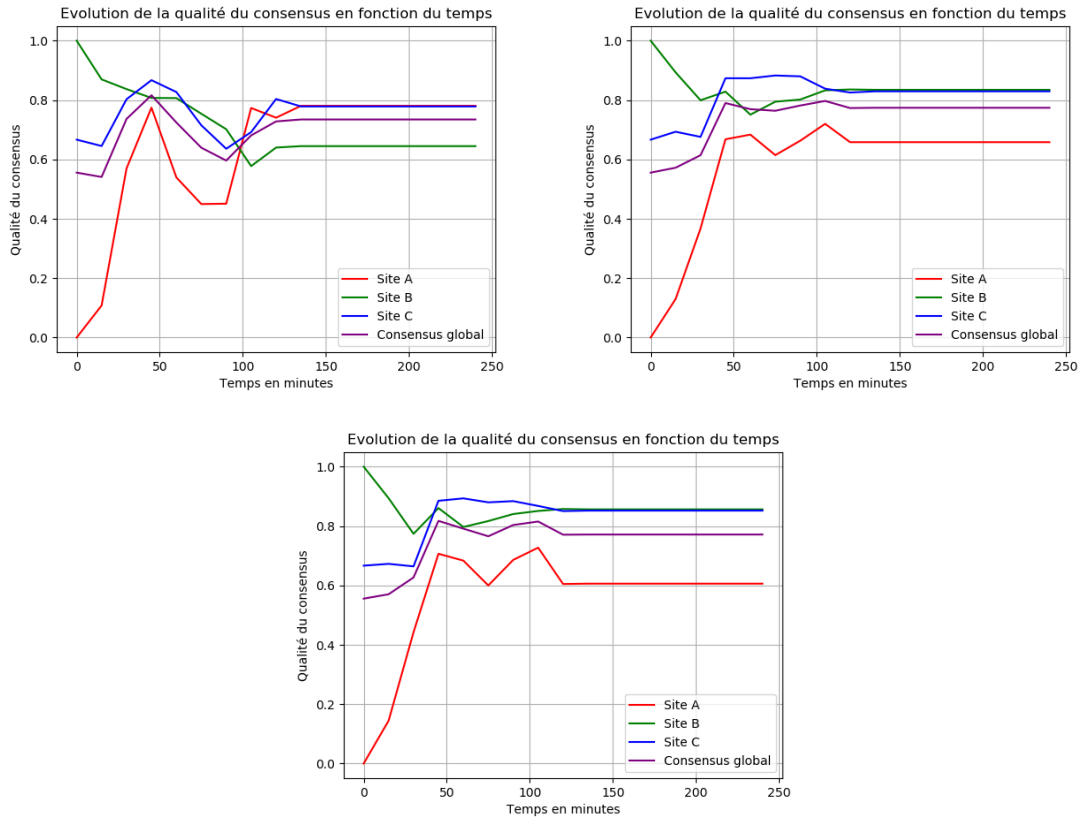 Evolution de la qualité du consensus en fonction du temps
Qualité du consensus
1.0
0.8
0.6
0.4
0.2
0.0
0 50 100 150 200 250
Temps en minutes
Site A
Site B
Site C
Consensus global
Evolution de la qualité du consensus en fonction du temps
Qualité du consensus
1.0
0.8
0.6
0.4
0.2
0.0
0 50 100 150 200 250
Temps en minutes
Site A
Site B
Site C
Consensus global
Evolution de la qualité du consensus en fonction du temps
Qualité du consensus
1.0
0.8
0.6
0.4
0.2
0.0
0 50 100 150 200 250
Temps en minutes
Site A
Site B
Site C
Consensus global